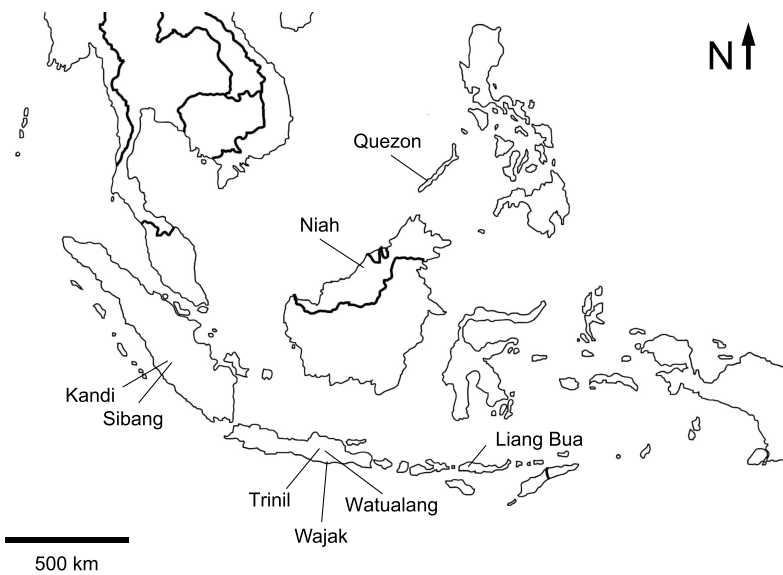 N
Quezon
Niah
Kandi
Sibang
Liang Bua
Trinil
Watualang
Wajak
500 km